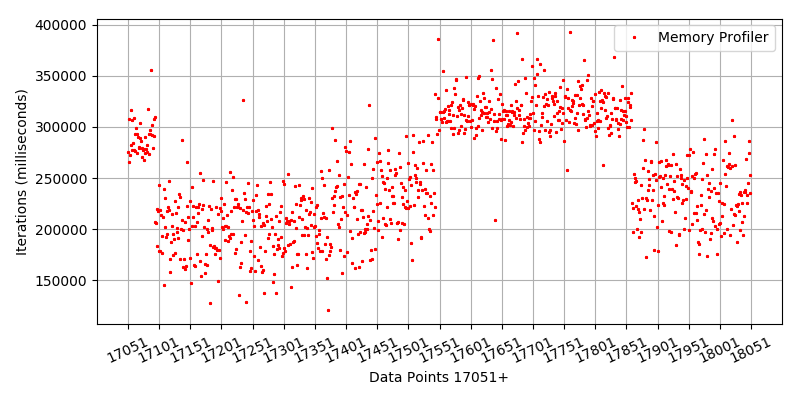 400000
Memory Profiler
350000
300000
250000
200000
150000
Iterations (milliseconds)
17051 17101 17151 17201 17251 17301 17351 17401 17451 17501 17551 17601 17651 17701 17751 17801 17851 17901 17951 18001 18051
Data Points 17051+